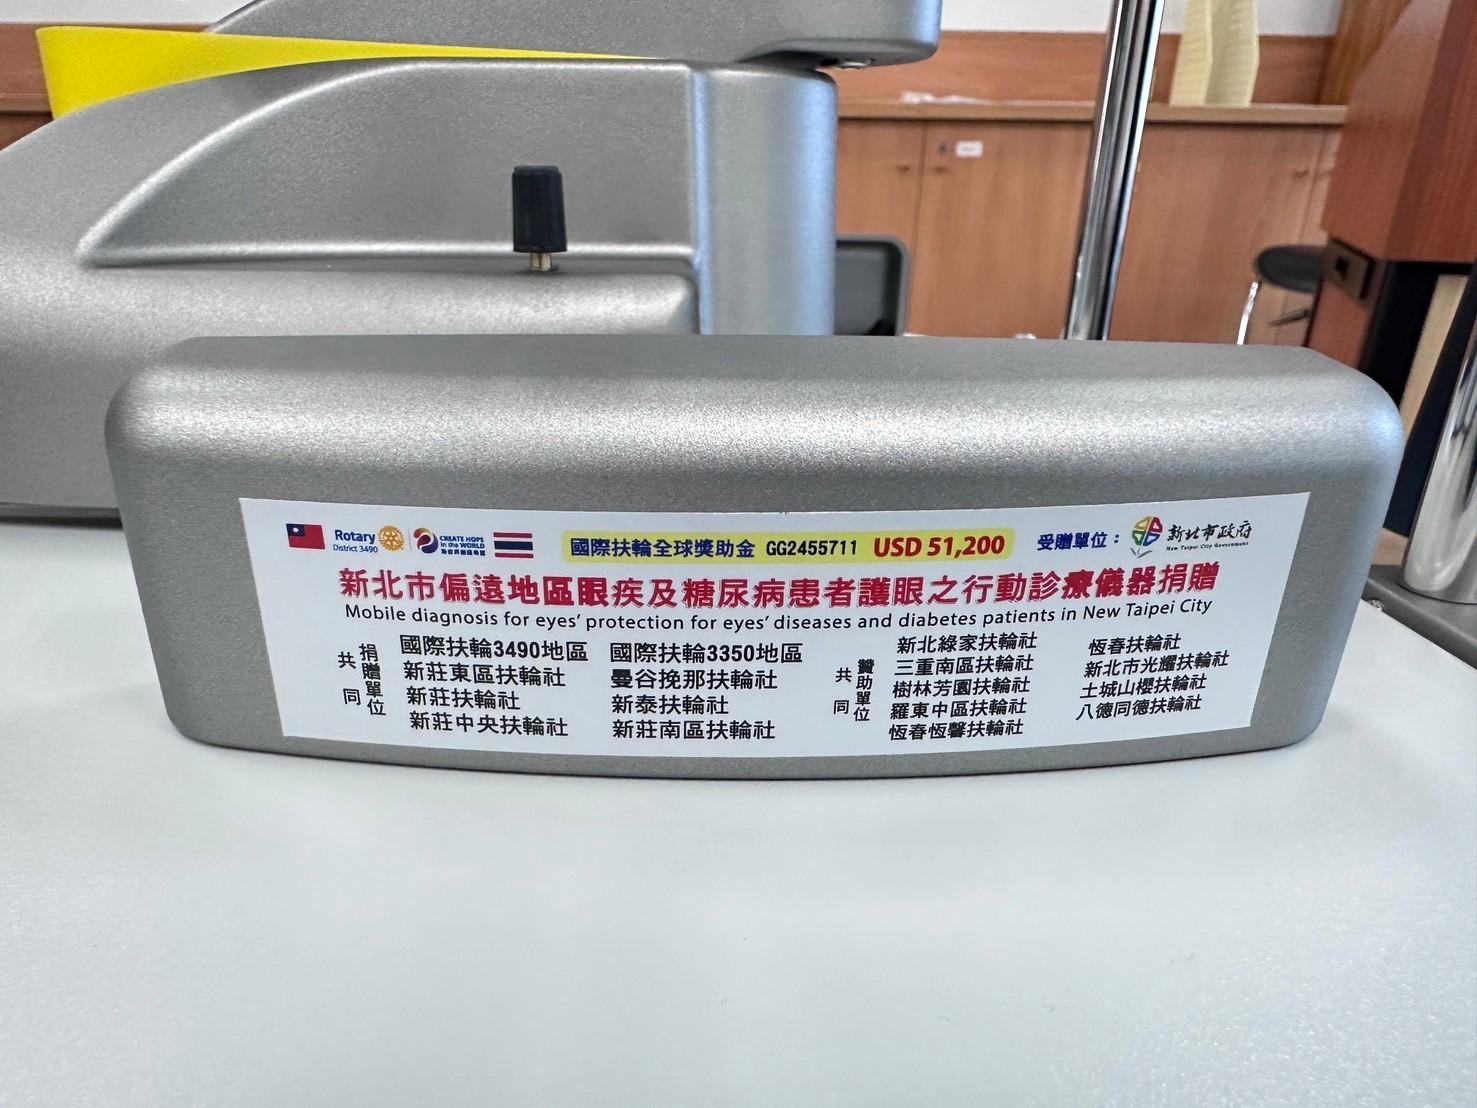 Rotary
District 3490
CREATE HOPE
in the WORLD
國際扶輪全球獎助金 GG2455711 USD 51,200
受贈單位：
新北市政府
New Taipei City Government
新北市偏遠地區眼疾及糖尿病患者護眼之行動診療儀器捐贈
Mobile diagnosis for eyes' protection for eyes' diseases and diabetes patients in New Taipei City
共同
捐贈單位
國際扶輪3490地區
新莊東區扶輪社
新莊扶輪社
新莊中央扶輪社
國際扶輪3350地區
曼谷挽那扶輪社
新泰扶輪社
新莊南區扶輪社
共同
贊助單位
新北綠家扶輪社
三重南區扶輪社
樹林芳園扶輪社
羅東中區扶輪社
恆春恆馨扶輪社
恆春扶輪社
新北市光耀扶輪社
土城山櫻扶輪社
八德同德扶輪社